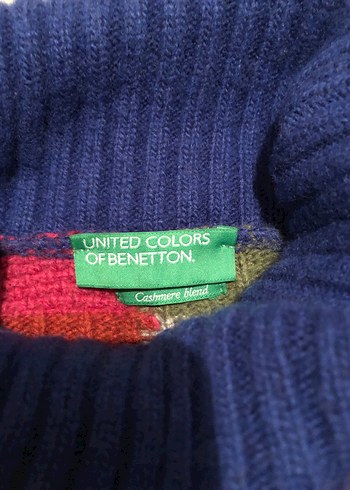 UNITED COLORS
OF BENETTON.
Cashmere blend